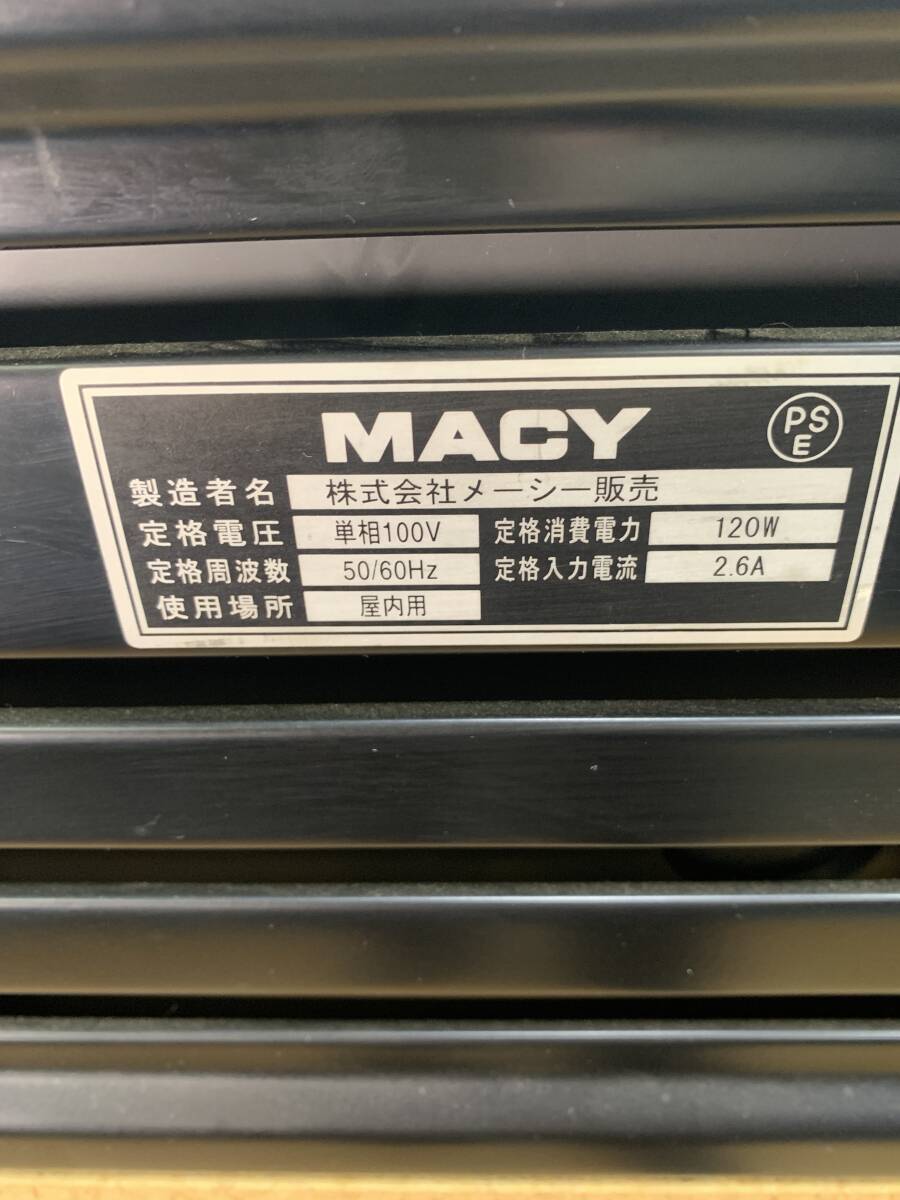 MACY
PS
E
製造者名 株式会社メーシー販売
定格電圧 単相100V 定格消費電力 120W
定格周波数 50/60Hz 定格入力電流 2.6A
使用場所 屋内用